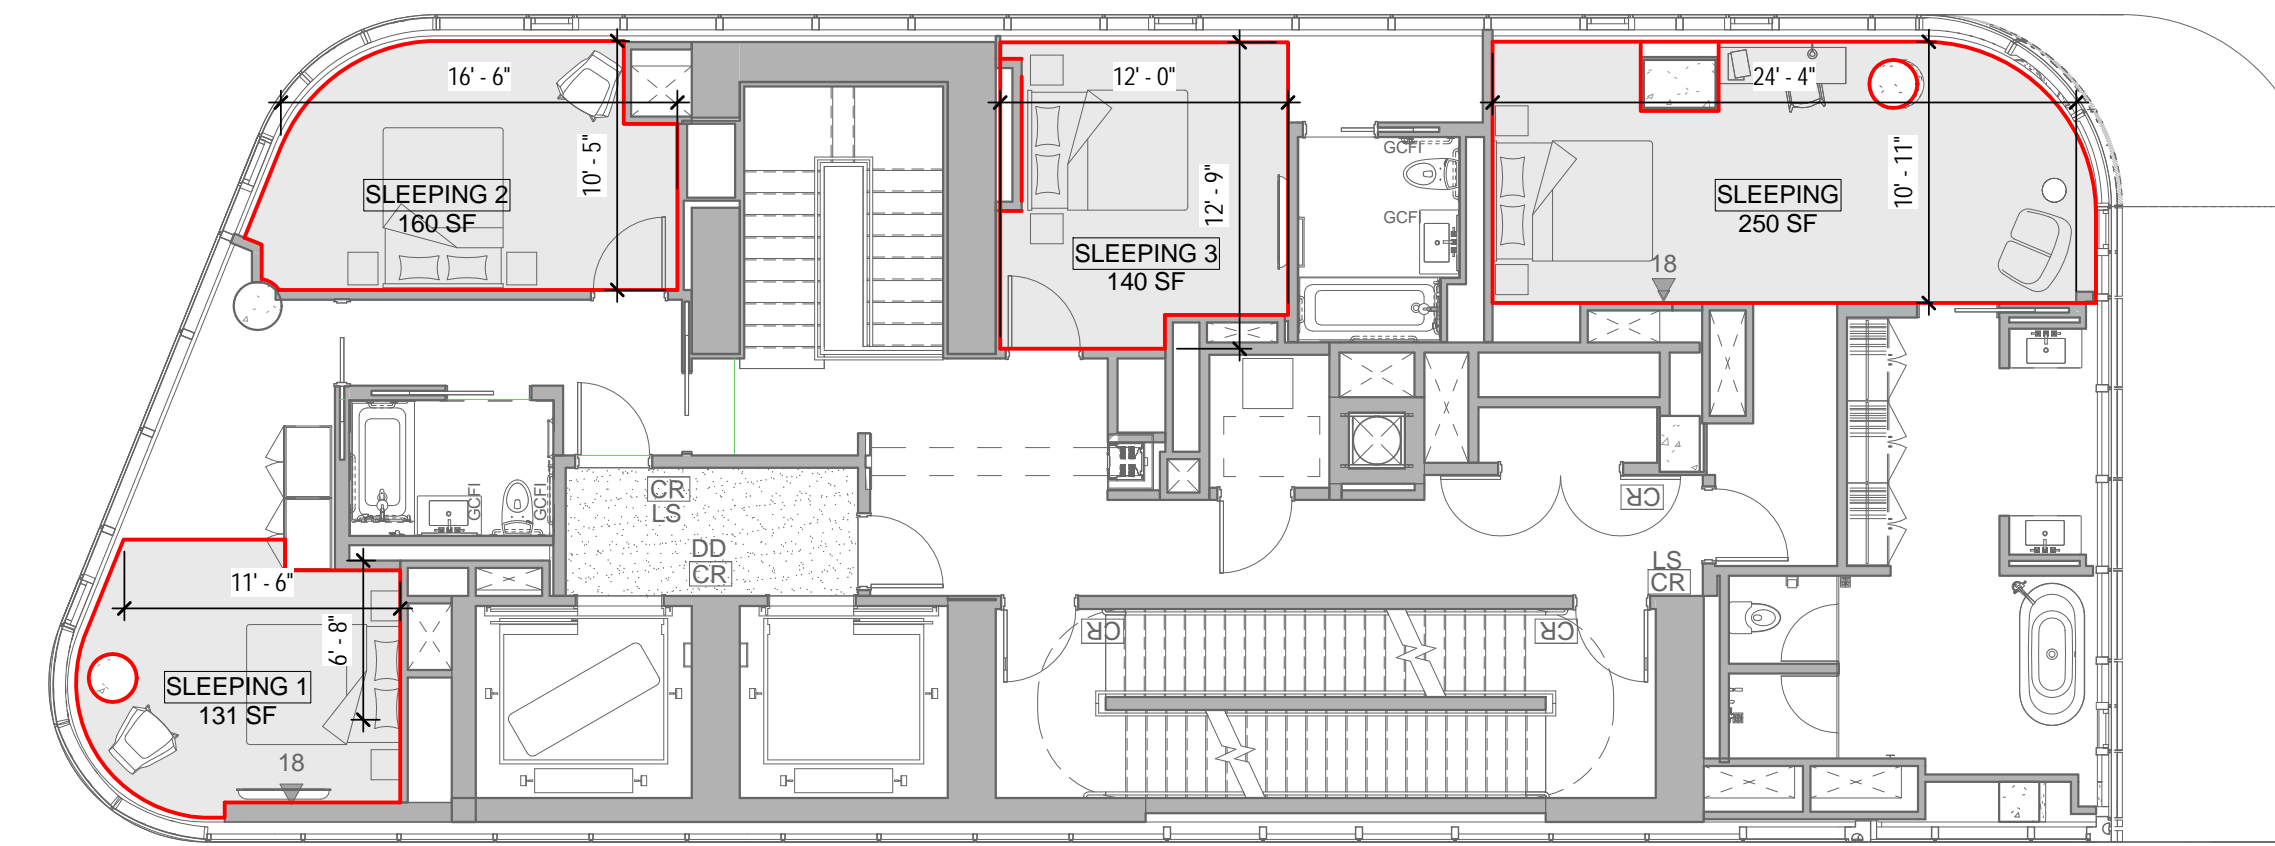 16' - 6"
10' - 5"
SLEEPING 2
160 SF
12' - 0"
12' - 9"
SLEEPING 3
140 SF
GCFI
GCFI
24' - 4"
10' - 11"
SLEEPING
250 SF
18
GCFI
GCFI
CR
LS
DD
CR
CR
LS
CR
11' - 6"
6' - 8"
SLEEPING 1
131 SF
18
CR
CR